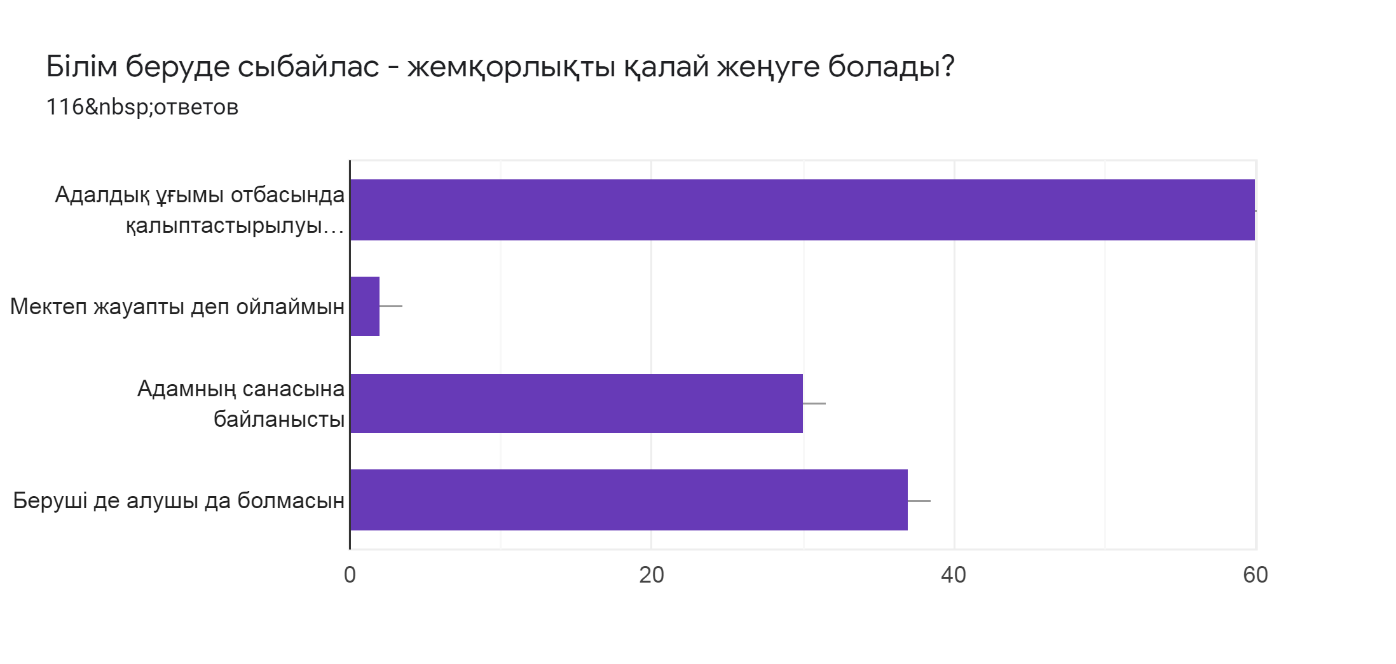 Білім беруде сыбайлас - жемқорлықты қалай жеңуге болады?
116&nbsp;ответов
Адалдық ұғымы отбасында
қалыптастырылуы…
Мектеп жауапты деп ойлаймын
Адамның санасына
байланысты
Беруші де алушы да болмасын
0 20 40 60